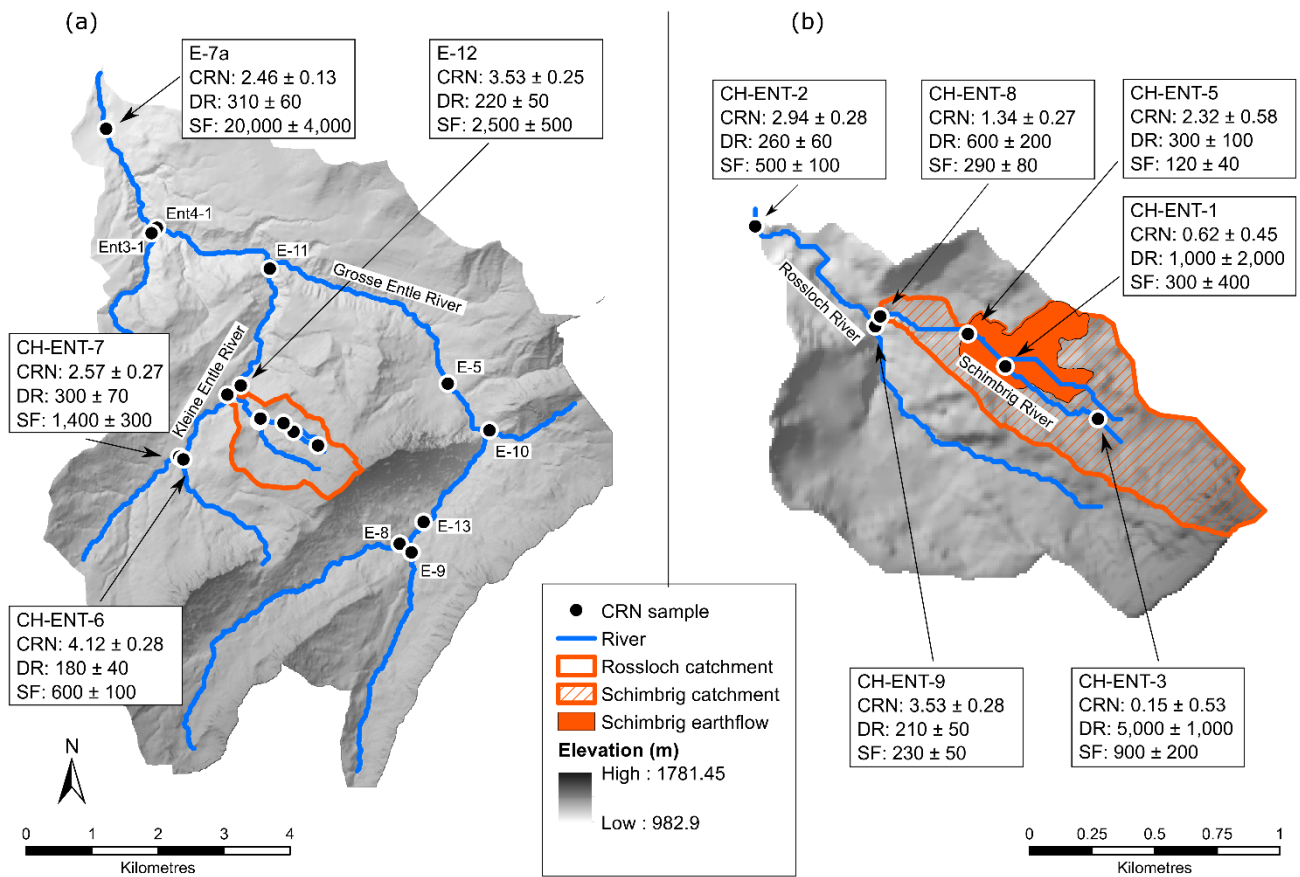 (a)
E-7a
CRN: 2.46 ± 0.13
DR: 310 ± 60
SF: 20,000 ± 4,000
E-12
CRN: 3.53 ± 0.25
DR: 220 ± 50
SF: 2,500 ± 500
Ent4-1
Ent3-1
E-11
Grosse Entle River
CH-ENT-7
CRN: 2.57 ± 0.27
DR: 300 ± 70
SF: 1,400 ± 300
Kleine Entle River
E-5
E-10
E-13
E-8
E-9
CH-ENT-6
CRN: 4.12 ± 0.28
DR: 180 ± 40
SF: 600 ± 100
N
0 1 2 3 4
Kilometres
CRN sample
River
Rossloch catchment
Schimbrig catchment
Schimbrig earthflow
Elevation (m)
High : 1781.45
Low : 982.9
(b)
CH-ENT-2
CRN: 2.94 ± 0.28
DR: 260 ± 60
SF: 500 ± 100
CH-ENT-8
CRN: 1.34 ± 0.27
DR: 600 ± 200
SF: 290 ± 80
CH-ENT-5
CRN: 2.32 ± 0.58
DR: 300 ± 100
SF: 120 ± 40
CH-ENT-1
CRN: 0.62 ± 0.45
DR: 1,000 ± 2,000
SF: 300 ± 400
Rossloch River
Schimbrig River
CH-ENT-9
CRN: 3.53 ± 0.28
DR: 210 ± 50
SF: 230 ± 50
CH-ENT-3
CRN: 0.15 ± 0.53
DR: 5,000 ± 1,000
SF: 900 ± 200
0 0.25 0.5 0.75 1
Kilometres